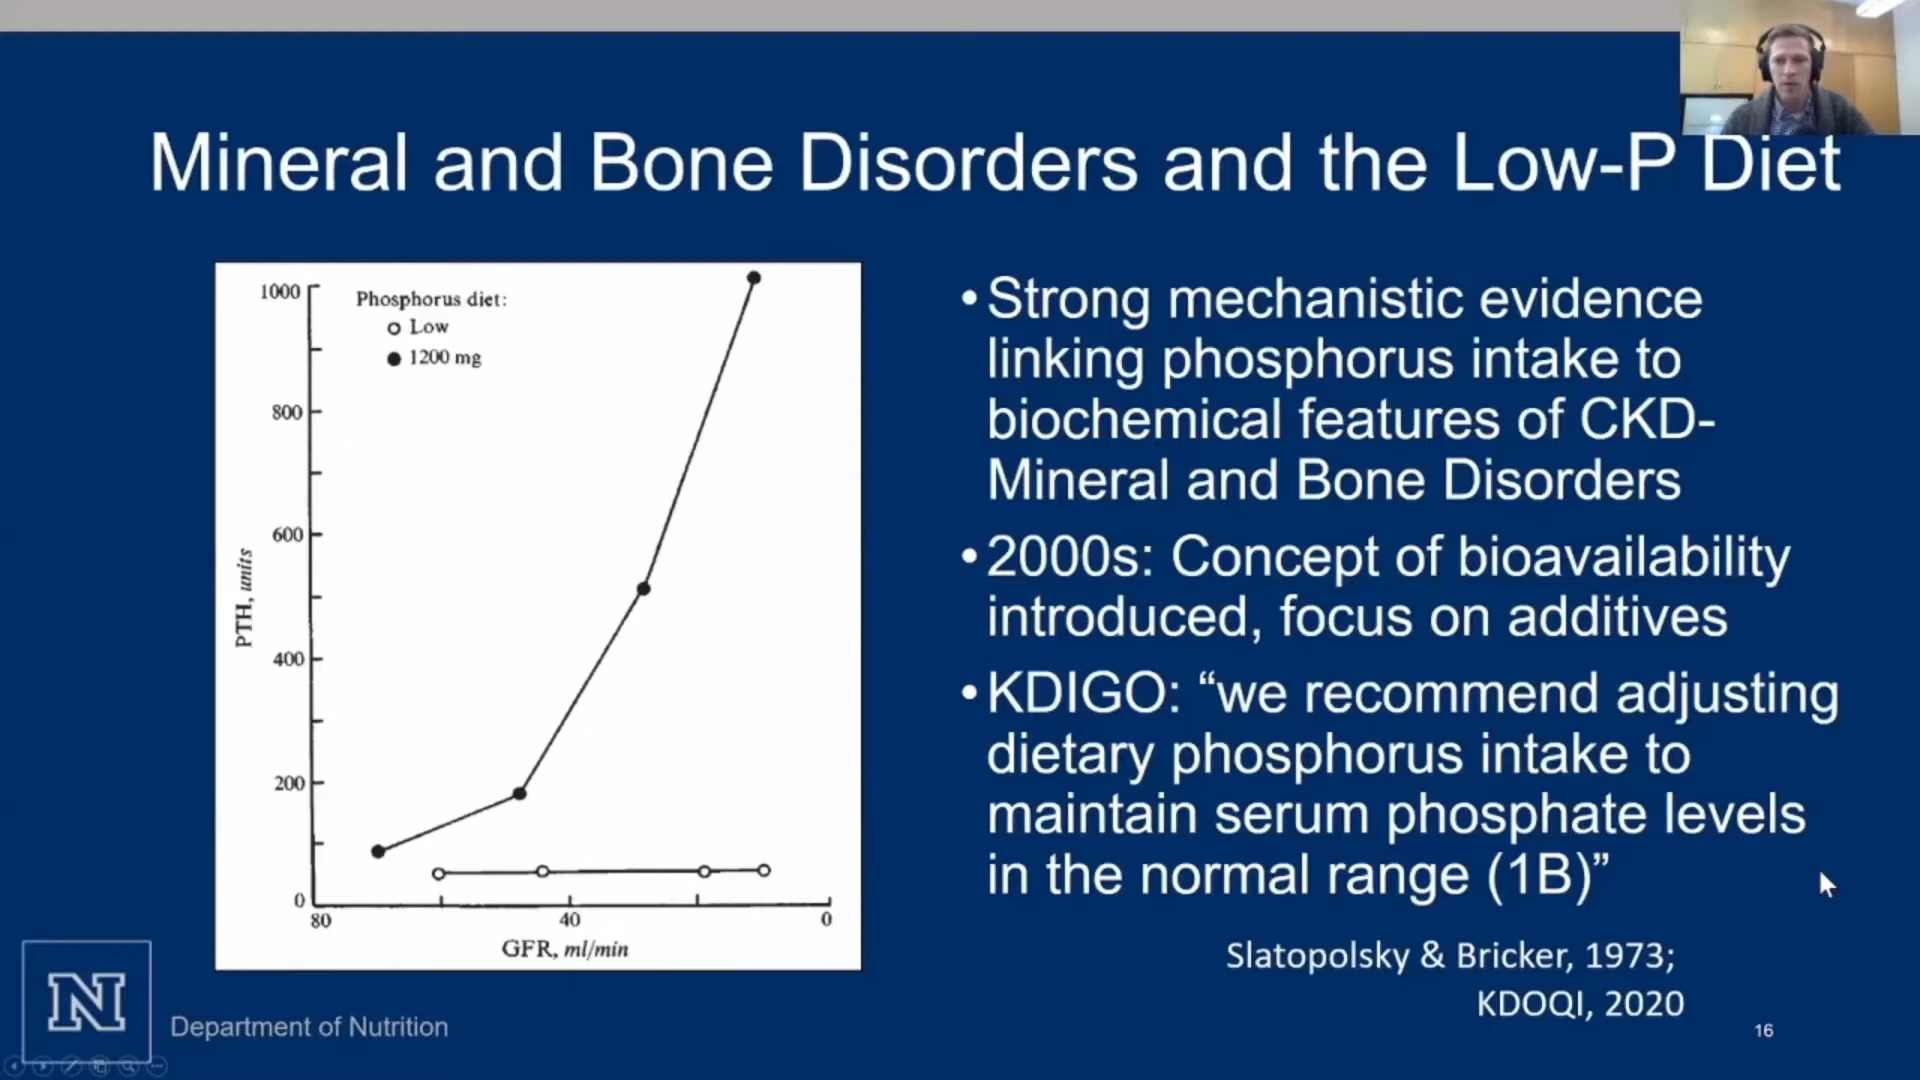 Mineral and Bone Disorders and the Low-P Diet
1000
800
600
400
200
0
PTH, units
Phosphorus diet:
Low
1200 mg
80
40
0
GFR, ml/min
•Strong mechanistic evidence
linking phosphorus intake to
biochemical features of CKD-
Mineral and Bone Disorders
•2000s: Concept of bioavailability
introduced, focus on additives
•KDIGO: “we recommend adjusting
dietary phosphorus intake to
maintain serum phosphate levels
in the normal range (1B)”
Slatopolsky & Bricker, 1973;
KDOQI, 2020
N
Department of Nutrition
16